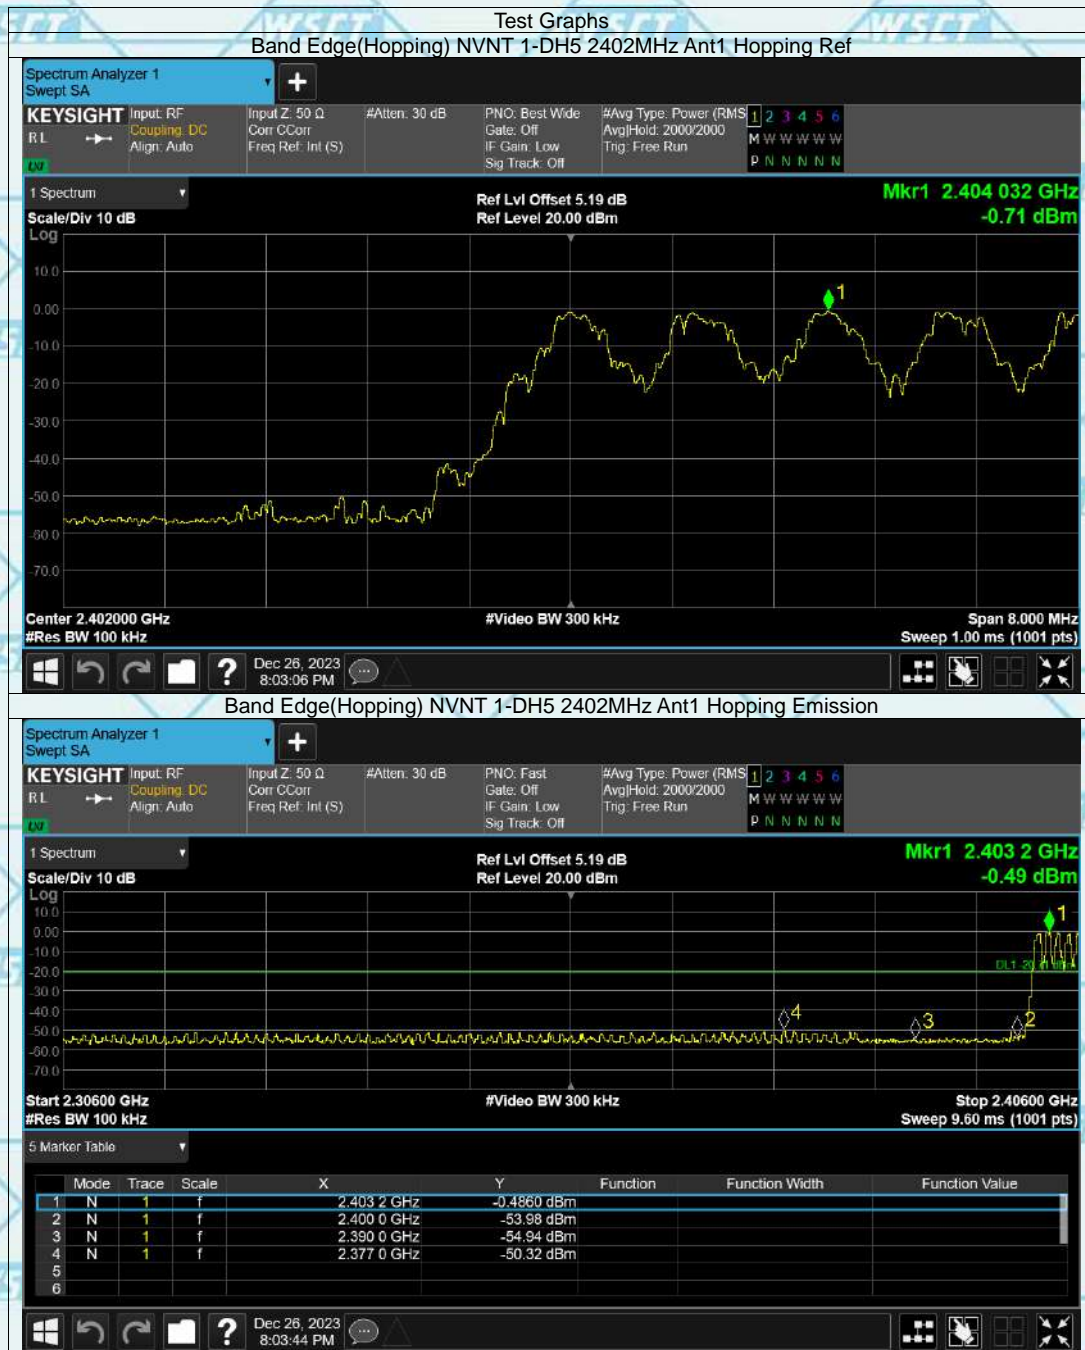 Test Graphs
Band Edge(Hopping) NVNT 1-DH5 2402MHz Ant1 Hopping Ref
Spectrum Analyzer 1
Swept SA
+
KEYSIGHT Input: RF Input Z: 50 Ω #Atten: 30 dB PNO: Best Wide #Avg Type: Power (RMS 1 2 3 4 5 6
RL Coupling: DC Corr CCorr Gate: Off Avg|Hold: 2000/2000 M W W W W W
Align: Auto Freq Ref: Int (S) IF Gain: Low Trig: Free Run
LXI Sig Track: Off P N N N N N
1 Spectrum Ref Lvl Offset 5.19 dB Mkr1 2.404 032 GHz
Scale/Div 10 dB Ref Level 20.00 dBm -0.71 dBm
Log
10.0
1
0.00
-10.0
-20.0
-30.0
-40.0
-50.0
-60.0
-70.0
Center 2.402000 GHz #Video BW 300 kHz Span 8.000 MHz
#Res BW 100 kHz Sweep 1.00 ms (1001 pts)
? Dec 26, 2023
8:03:06 PM
Band Edge(Hopping) NVNT 1-DH5 2402MHz Ant1 Hopping Emission
Spectrum Analyzer 1
Swept SA
+
KEYSIGHT Input: RF Input Z: 50 Ω #Atten: 30 dB PNO: Fast #Avg Type: Power (RMS 1 2 3 4 5 6
RL Coupling: DC Corr CCorr Gate: Off Avg|Hold: 2000/2000 M W W W W W
Align: Auto Freq Ref: Int (S) IF Gain: Low Trig: Free Run
LXI Sig Track: Off P N N N N N
1 Spectrum Ref Lvl Offset 5.19 dB Mkr1 2.403 2 GHz
Scale/Div 10 dB Ref Level 20.00 dBm -0.49 dBm
Log
10.0 1
0.00
-10.0
-20.0 DL1 -20.71 dBm
-30.0
-40.0 4 3 2
-50.0
-60.0
-70.0
Start 2.30600 GHz #Video BW 300 kHz Stop 2.40600 GHz
#Res BW 100 kHz Sweep 9.60 ms (1001 pts)
5 Marker Table
Mode Trace Scale X Y Function Function Width Function Value
1 N 1 f 2.403 2 GHz -0.4860 dBm
2 N 1 f 2.400 0 GHz -53.98 dBm
3 N 1 f 2.390 0 GHz -54.94 dBm
4 N 1 f 2.377 0 GHz -50.32 dBm
5
6
? Dec 26, 2023
8:03:44 PM